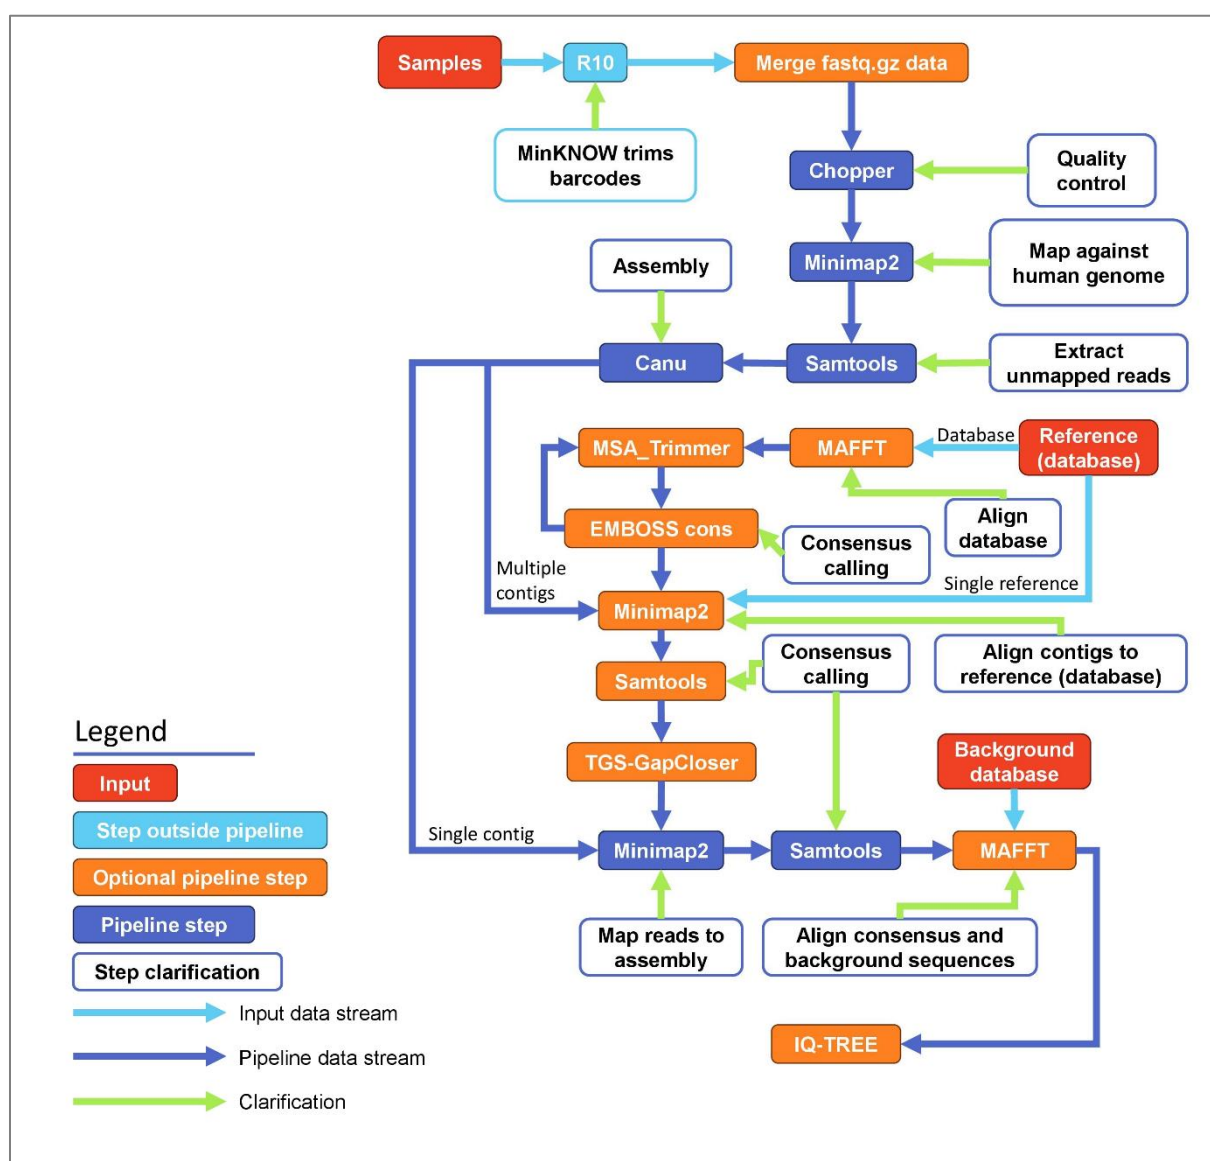 Samples
R10
Merge fastq.gz data
MinKNOW trims
barcodes
Chopper
Quality
control
Assembly
Minimap2
Map against
human genome
Canu
Samtools
Extract
unmapped reads
MSA_Trimmer
MAFFT
Database
Reference
(database)
Align
database
EMBOSS cons
Consensus
calling
Multiple
contigs
Single reference
Minimap2
Samtools
Consensus
calling
Align contigs to
reference (database)
TGS-GapCloser
Background
database
Single contig
Minimap2
Samtools
MAFFT
Map reads to
assembly
Align consensus and
background sequences
IQ-TREE
Legend
Input
Step outside pipeline
Optional pipeline step
Pipeline step
Step clarification
Input data stream
Pipeline data stream
Clarification